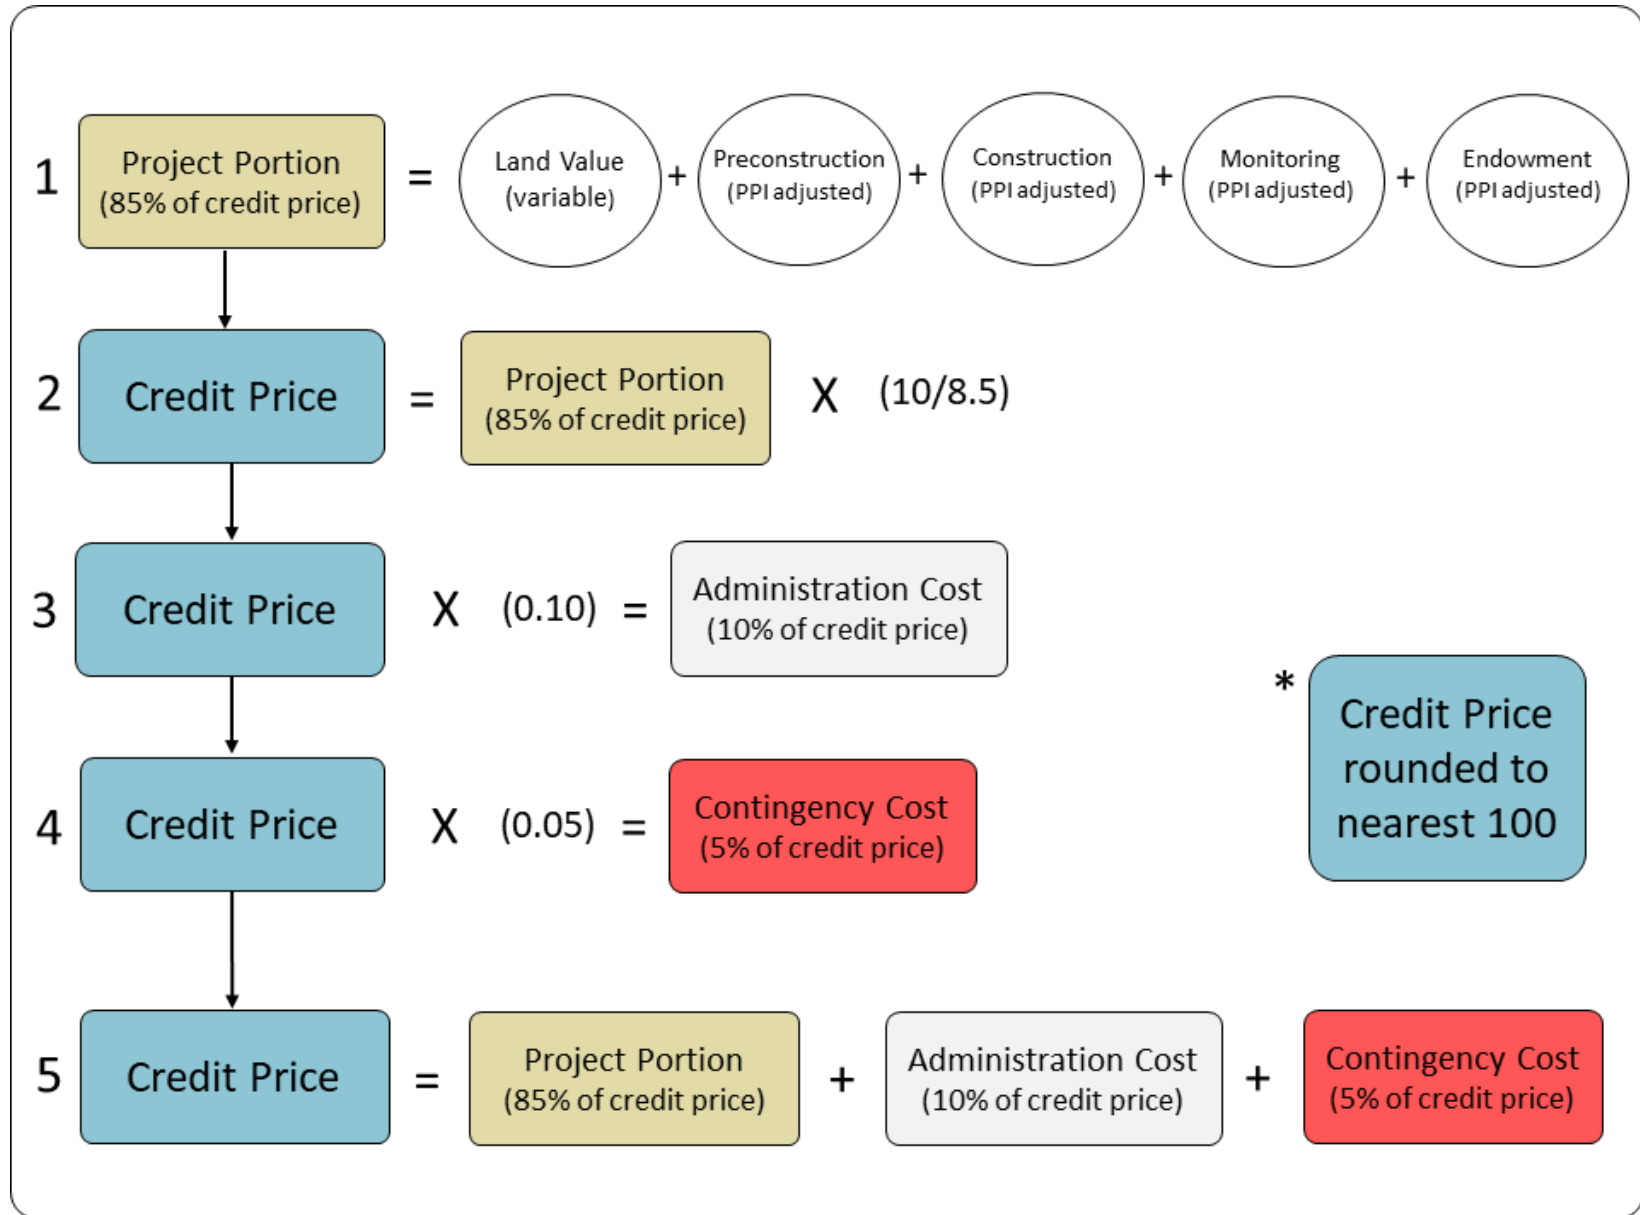 1
Project Portion
(85% of credit price)
=
Land Value
(variable)
+
Preconstruction
(PPI adjusted)
+
Construction
(PPI adjusted)
+
Monitoring
(PPI adjusted)
+
Endowment
(PPI adjusted)
2
Credit Price
=
Project Portion
(85% of credit price)
X
(10/8.5)
3
Credit Price
X
(0.10)
=
Administration Cost
(10% of credit price)
*
Credit Price
rounded to
nearest 100
4
Credit Price
X
(0.05)
=
Contingency Cost
(5% of credit price)
5
Credit Price
=
Project Portion
(85% of credit price)
+
Administration Cost
(10% of credit price)
+
Contingency Cost
(5% of credit price)